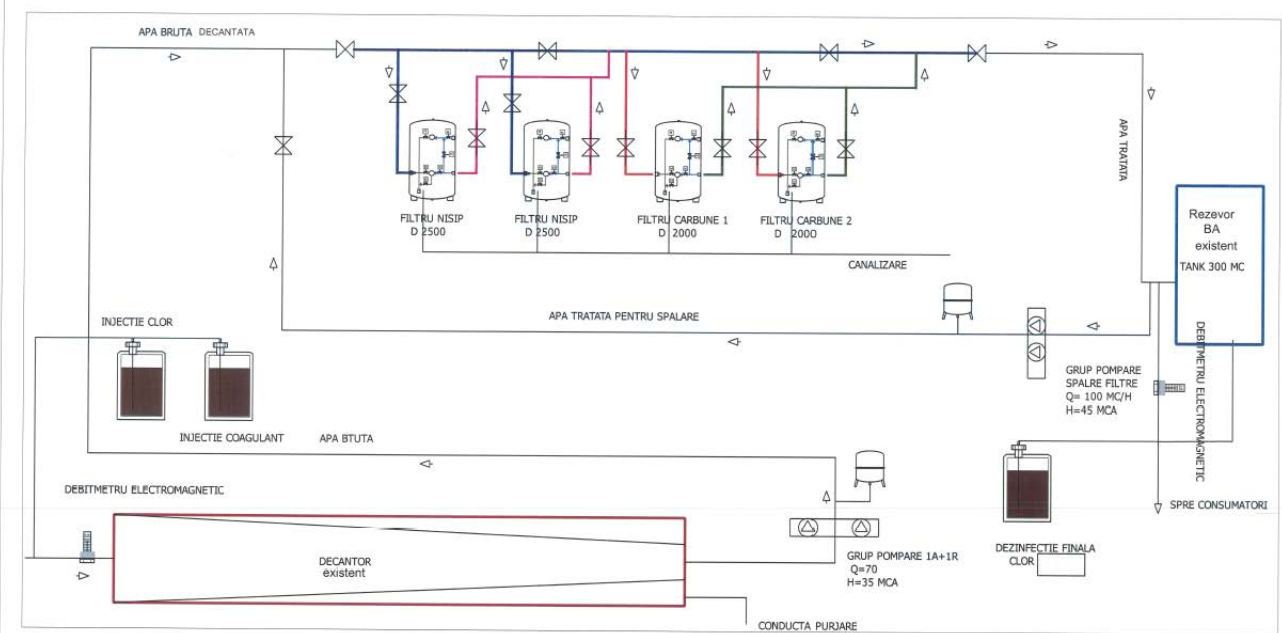 APA BRUTA DECANTATA
FILTRU NISIP
D 2500
FILTRU NISIP
D 2500
FILTRU CARBUNE 1
D 2000
FILTRU CARBUNE 2
D 2000
CANALIZARE
APA TRATATA
Rezevor
BA
existent
TANK 300 MC
APA TRATATA PENTRU SPALARE
GRUP POMPARE
SPALRE FILTRE
Q= 100 MC/H
H=45 MCA
DEBITMETRU ELECTROMAGNETIC
INJECTIE CLOR
INJECTIE COAGULANT
APA BTUTA
DEBITMETRU ELECTROMAGNETIC
DECANTOR
existent
GRUP POMPARE 1A+1R
Q=70
H=35 MCA
DEZINFECTIE FINALA
CLOR
SPRE CONSUMATORI
CONDUCTA PURJARE